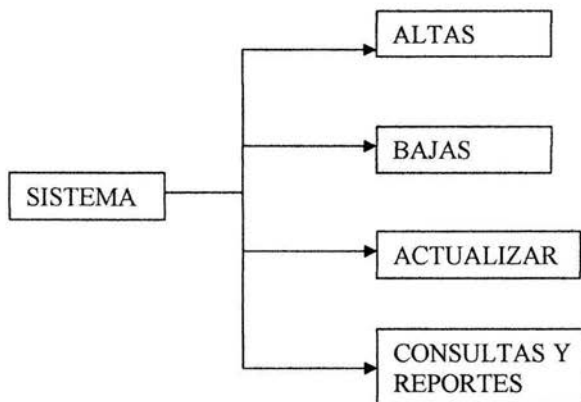 ALTAS
BAJAS
SISTEMA
ACTUALIZAR
CONSULTAS Y
REPORTES